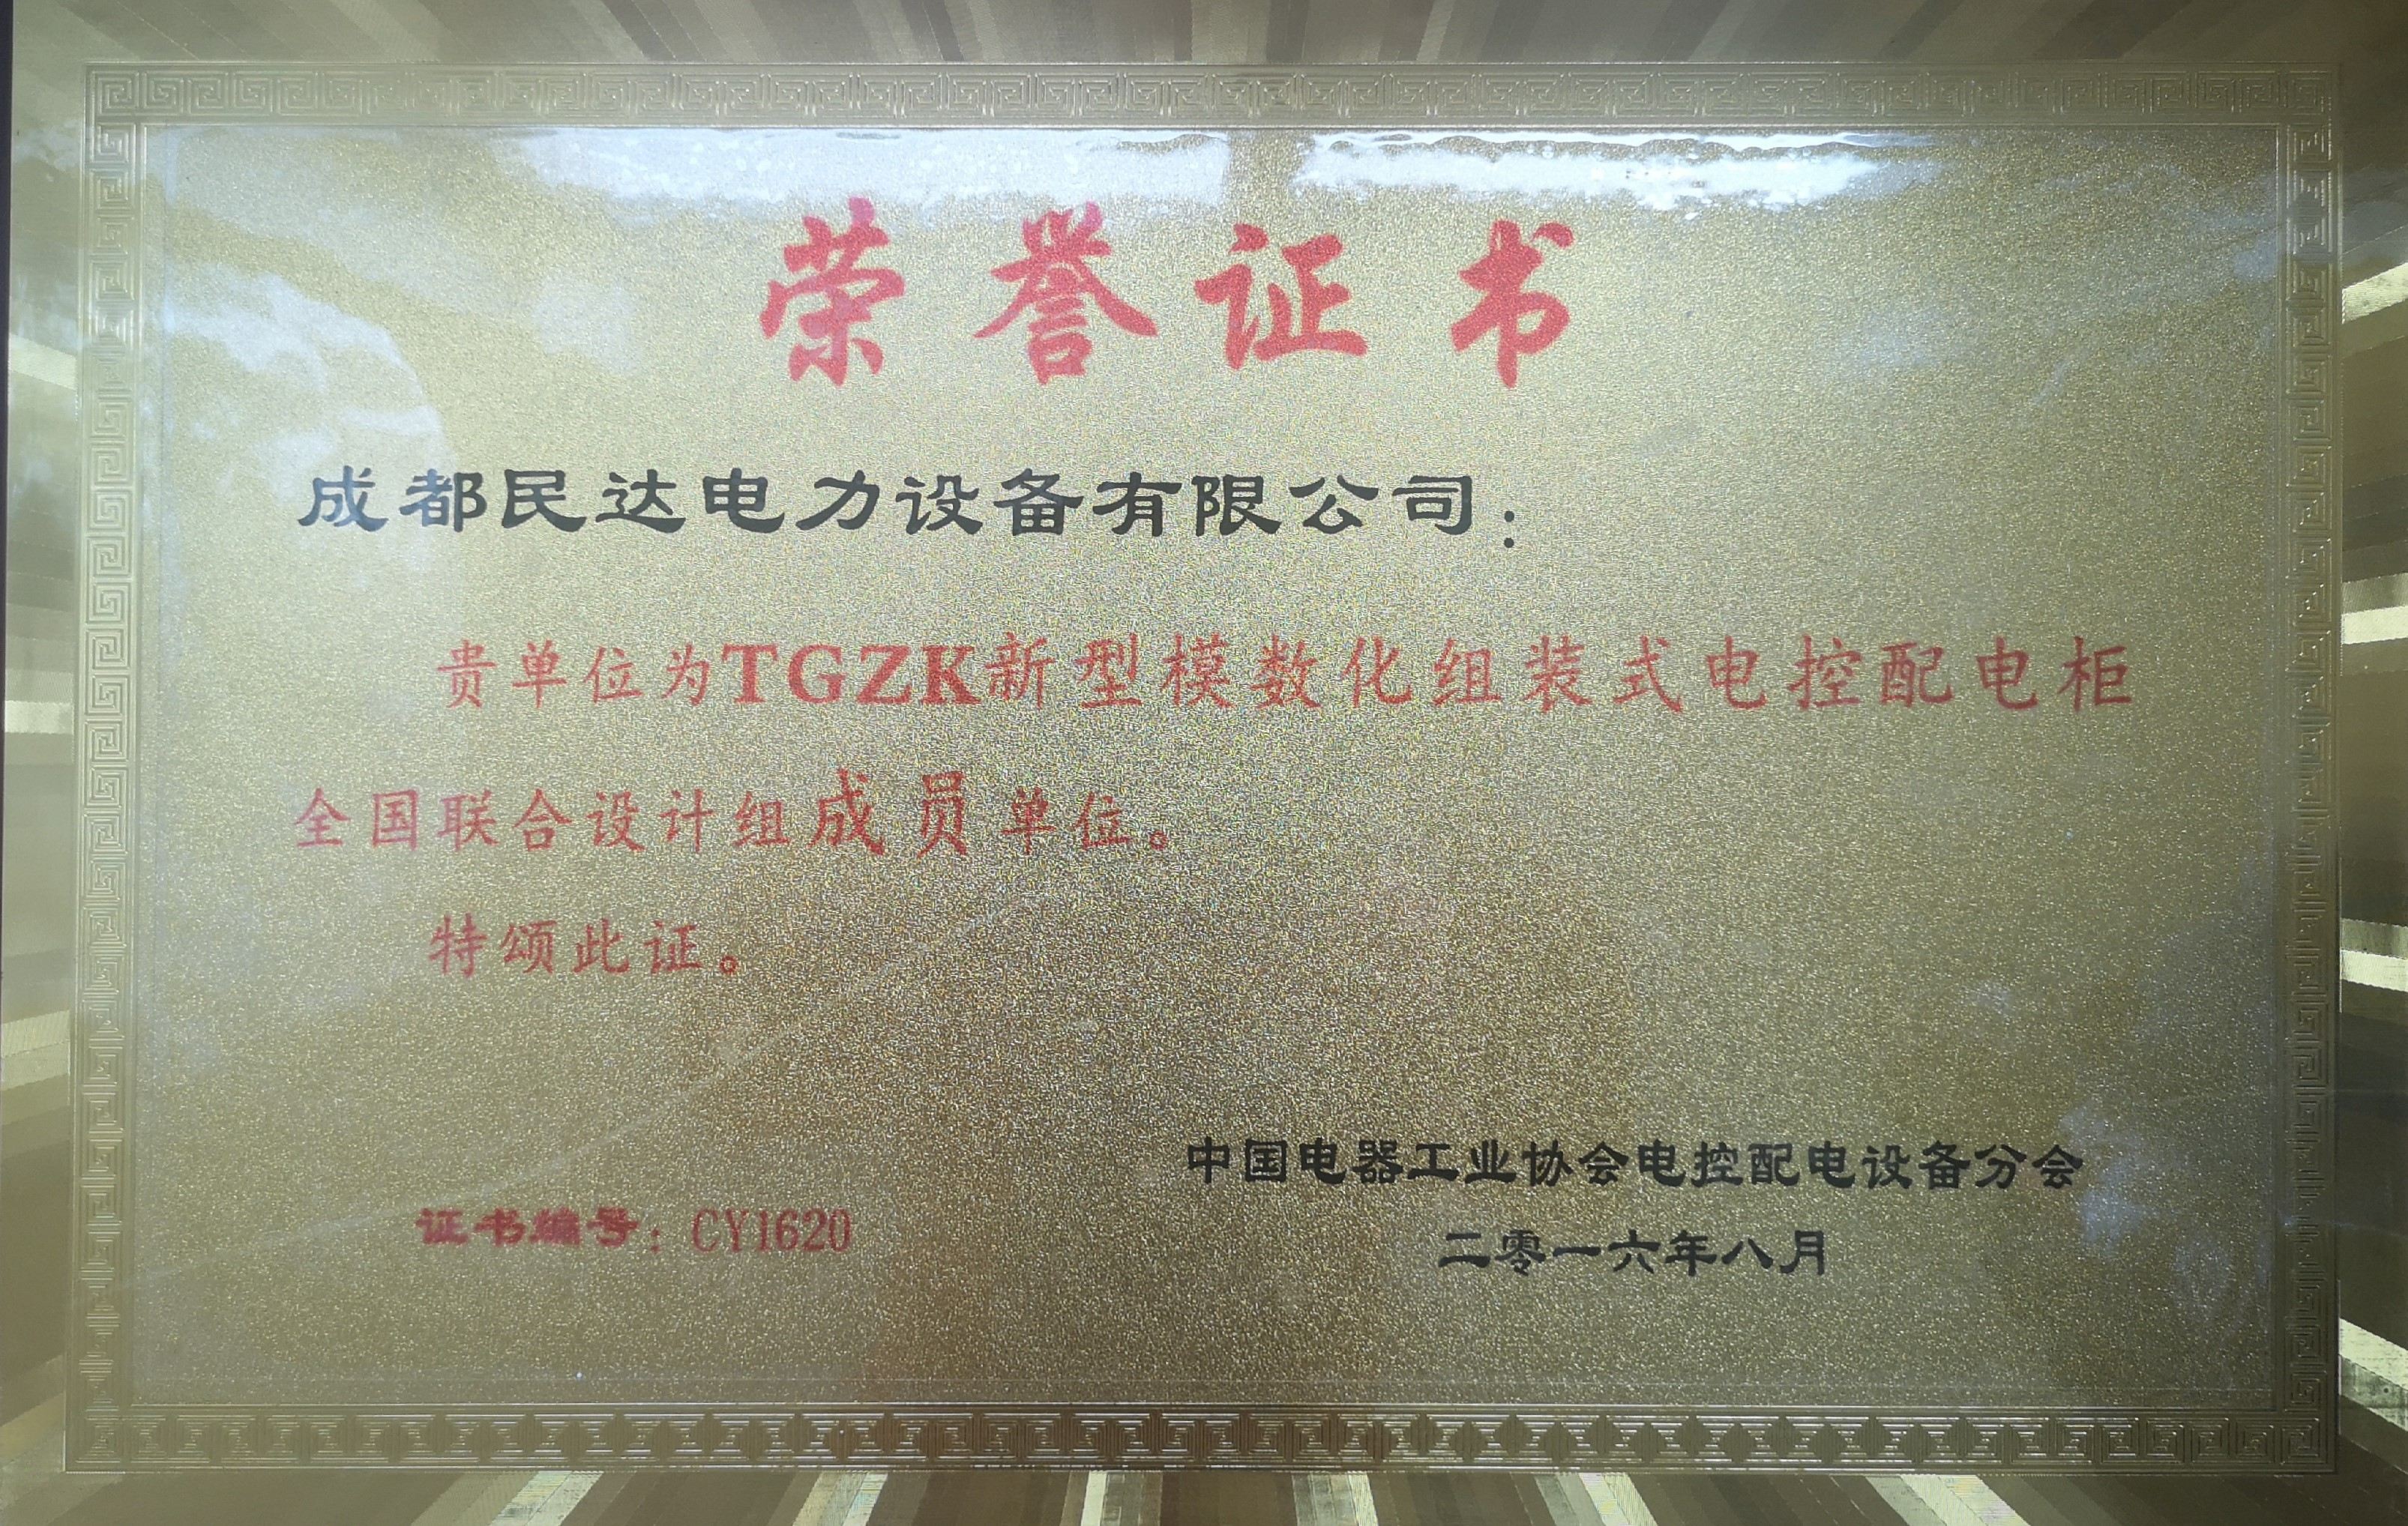 荣誉证书
成都民达电力设备有限公司：
贵单位为TGZK新型模数化组装式电控配电柜
全国联合设计组成员单位。
特颁此证。
中国电器工业协会电控配电设备分会
证书编号：CY1620
二零一六年八月